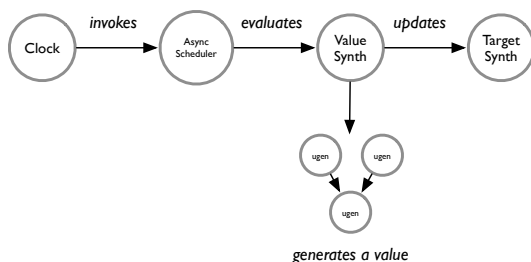 invokes
evaluates
updates
Clock
Async
Scheduler
Value
Synth
Target
Synth
ugen
ugen
ugen
generates a value